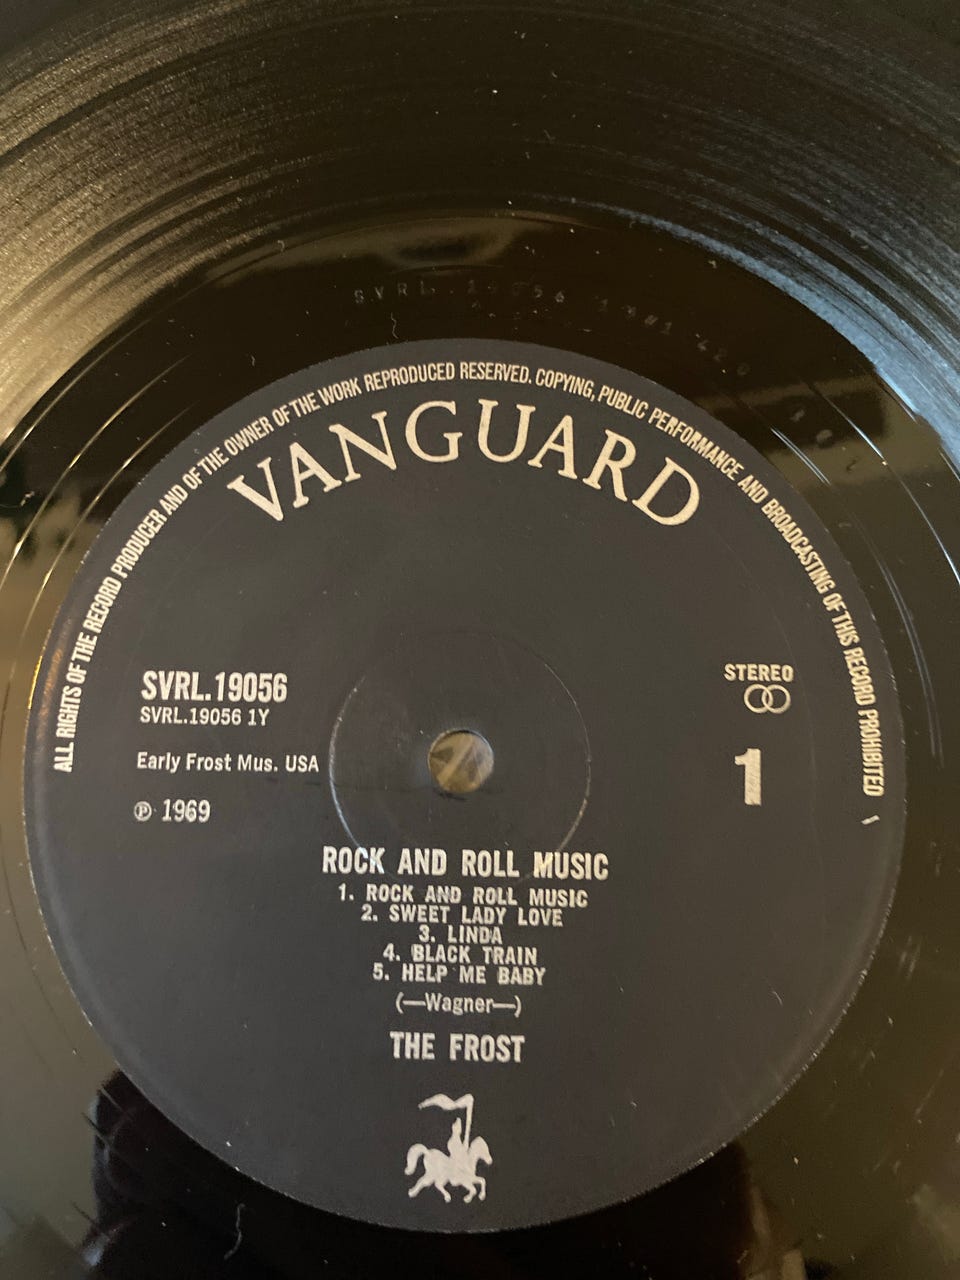 ALL RIGHTS OF THE RECORD PRODUCER AND OF THE OWNER OF THE WORK REPRODUCED RESERVED. COPYING, PUBLIC PERFORMANCE AND BROADCASTING OF THIS RECORD PROHIBITED
VANGUARD
SVRL.19056
SVRL.19056 1Y
Early Frost Mus. USA
℗ 1969
STEREO
1
ROCK AND ROLL MUSIC
1. ROCK AND ROLL MUSIC
2. SWEET LADY LOVE
3. LINDA
4. BLACK TRAIN
5. HELP ME BABY
(—Wagner—)
THE FROST